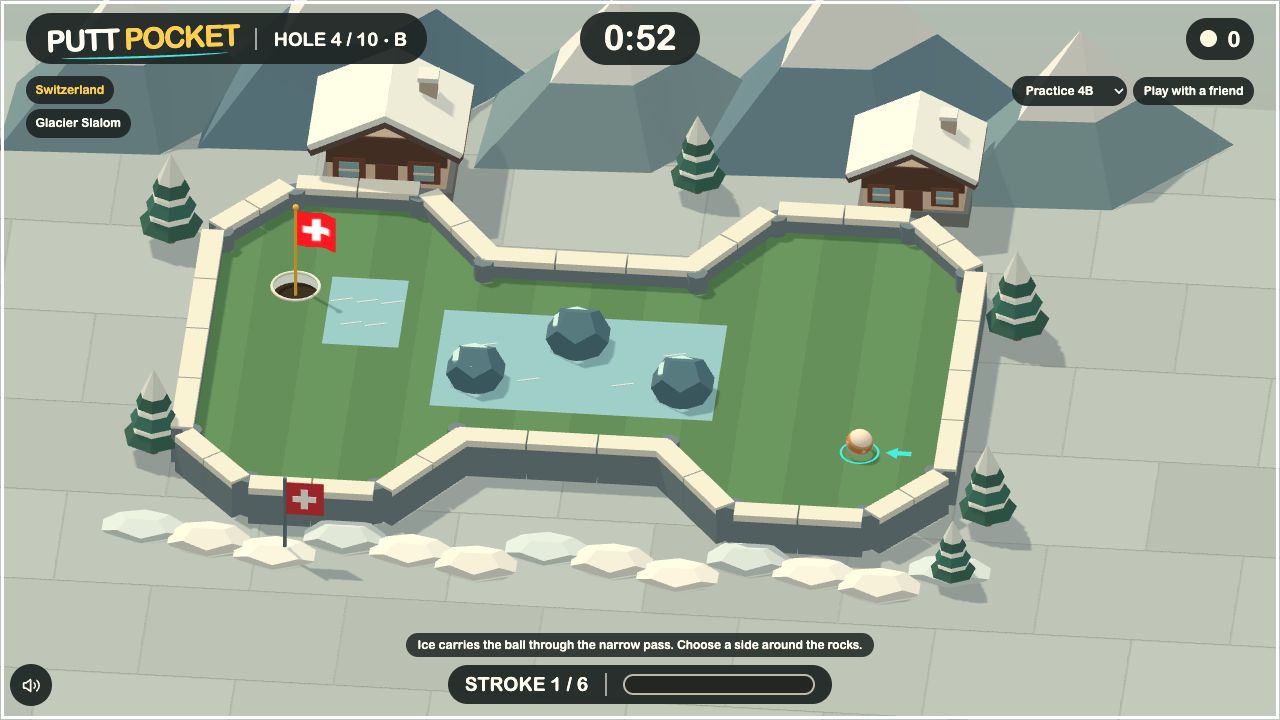 PUTT POCKET HOLE 4 / 10 · B
0:52
0
Switzerland
Practice 4B
Play with a friend
Glacier Slalom
Ice carries the ball through the narrow pass. Choose a side around the rocks.
STROKE 1 / 6